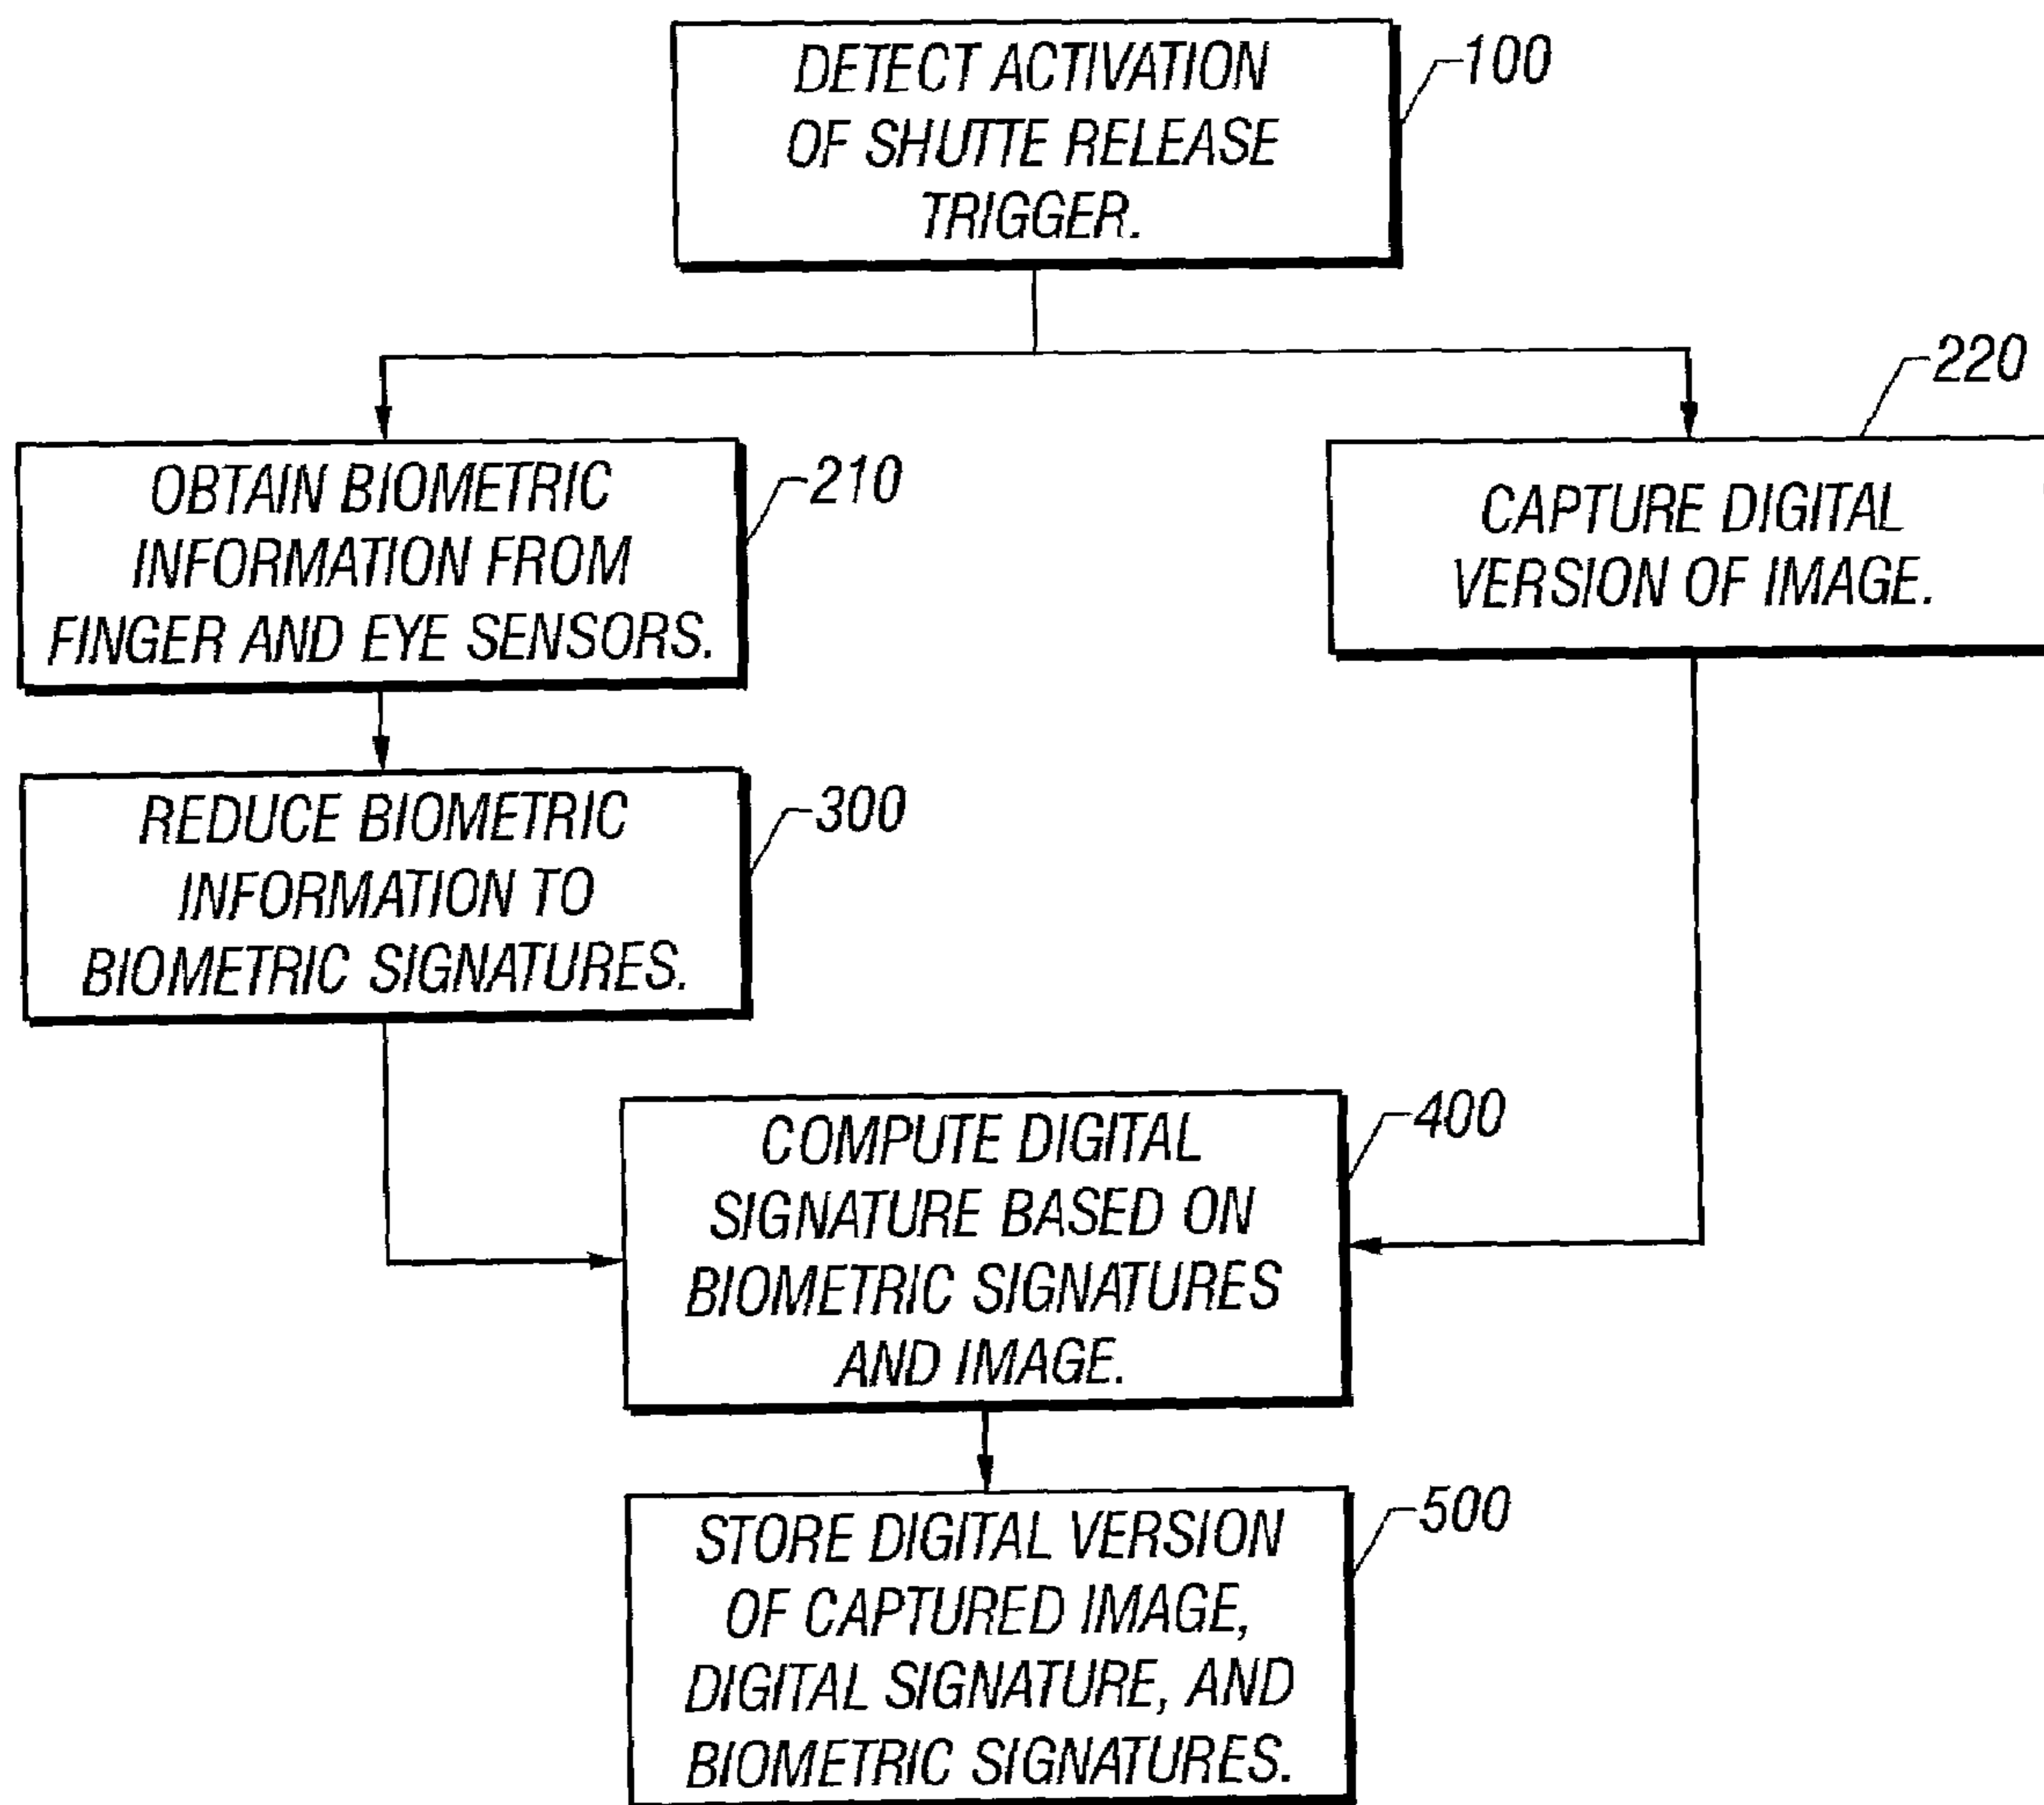 DETECT ACTIVATION
OF SHUTTE RELEASE
TRIGGER.
100
220
OBTAIN BIOMETRIC
INFORMATION FROM
FINGER AND EYE SENSORS.
210
CAPTURE DIGITAL
VERSION OF IMAGE.
REDUCE BIOMETRIC
INFORMATION TO
BIOMETRIC SIGNATURES.
300
COMPUTE DIGITAL
SIGNATURE BASED ON
BIOMETRIC SIGNATURES
AND IMAGE.
400
STORE DIGITAL VERSION
OF CAPTURED IMAGE,
DIGITAL SIGNATURE, AND
BIOMETRIC SIGNATURES.
500